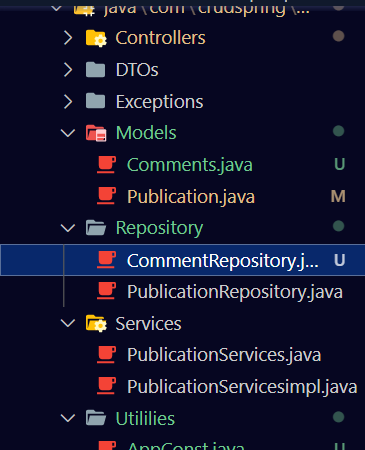 java\com\crudspring\...
Controllers
DTOs
Exceptions
Models
Comments.java U
Publication.java M
Repository
CommentRepository.j... U
PublicationRepository.java
Services
PublicationServices.java
PublicationServicesimpl.java
Utililies
AppConst.java U